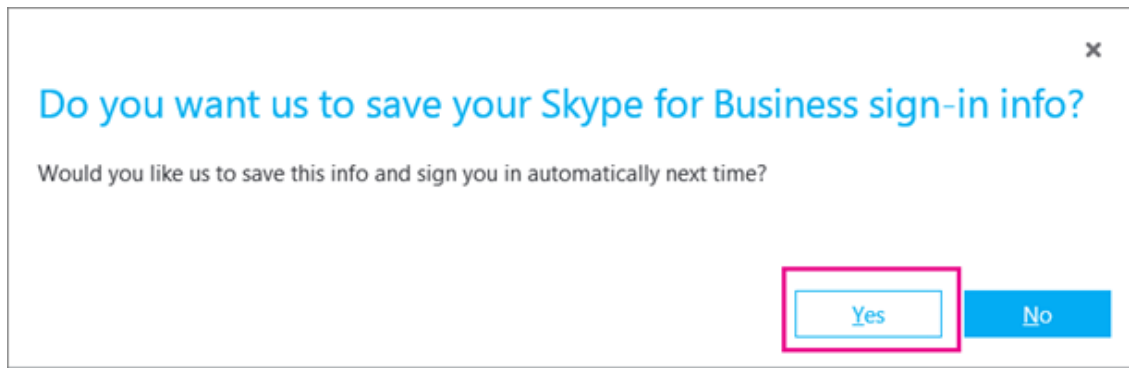 Do you want us to save your Skype for Business sign-in info?
Would you like us to save this info and sign you in automatically next time?
Yes No